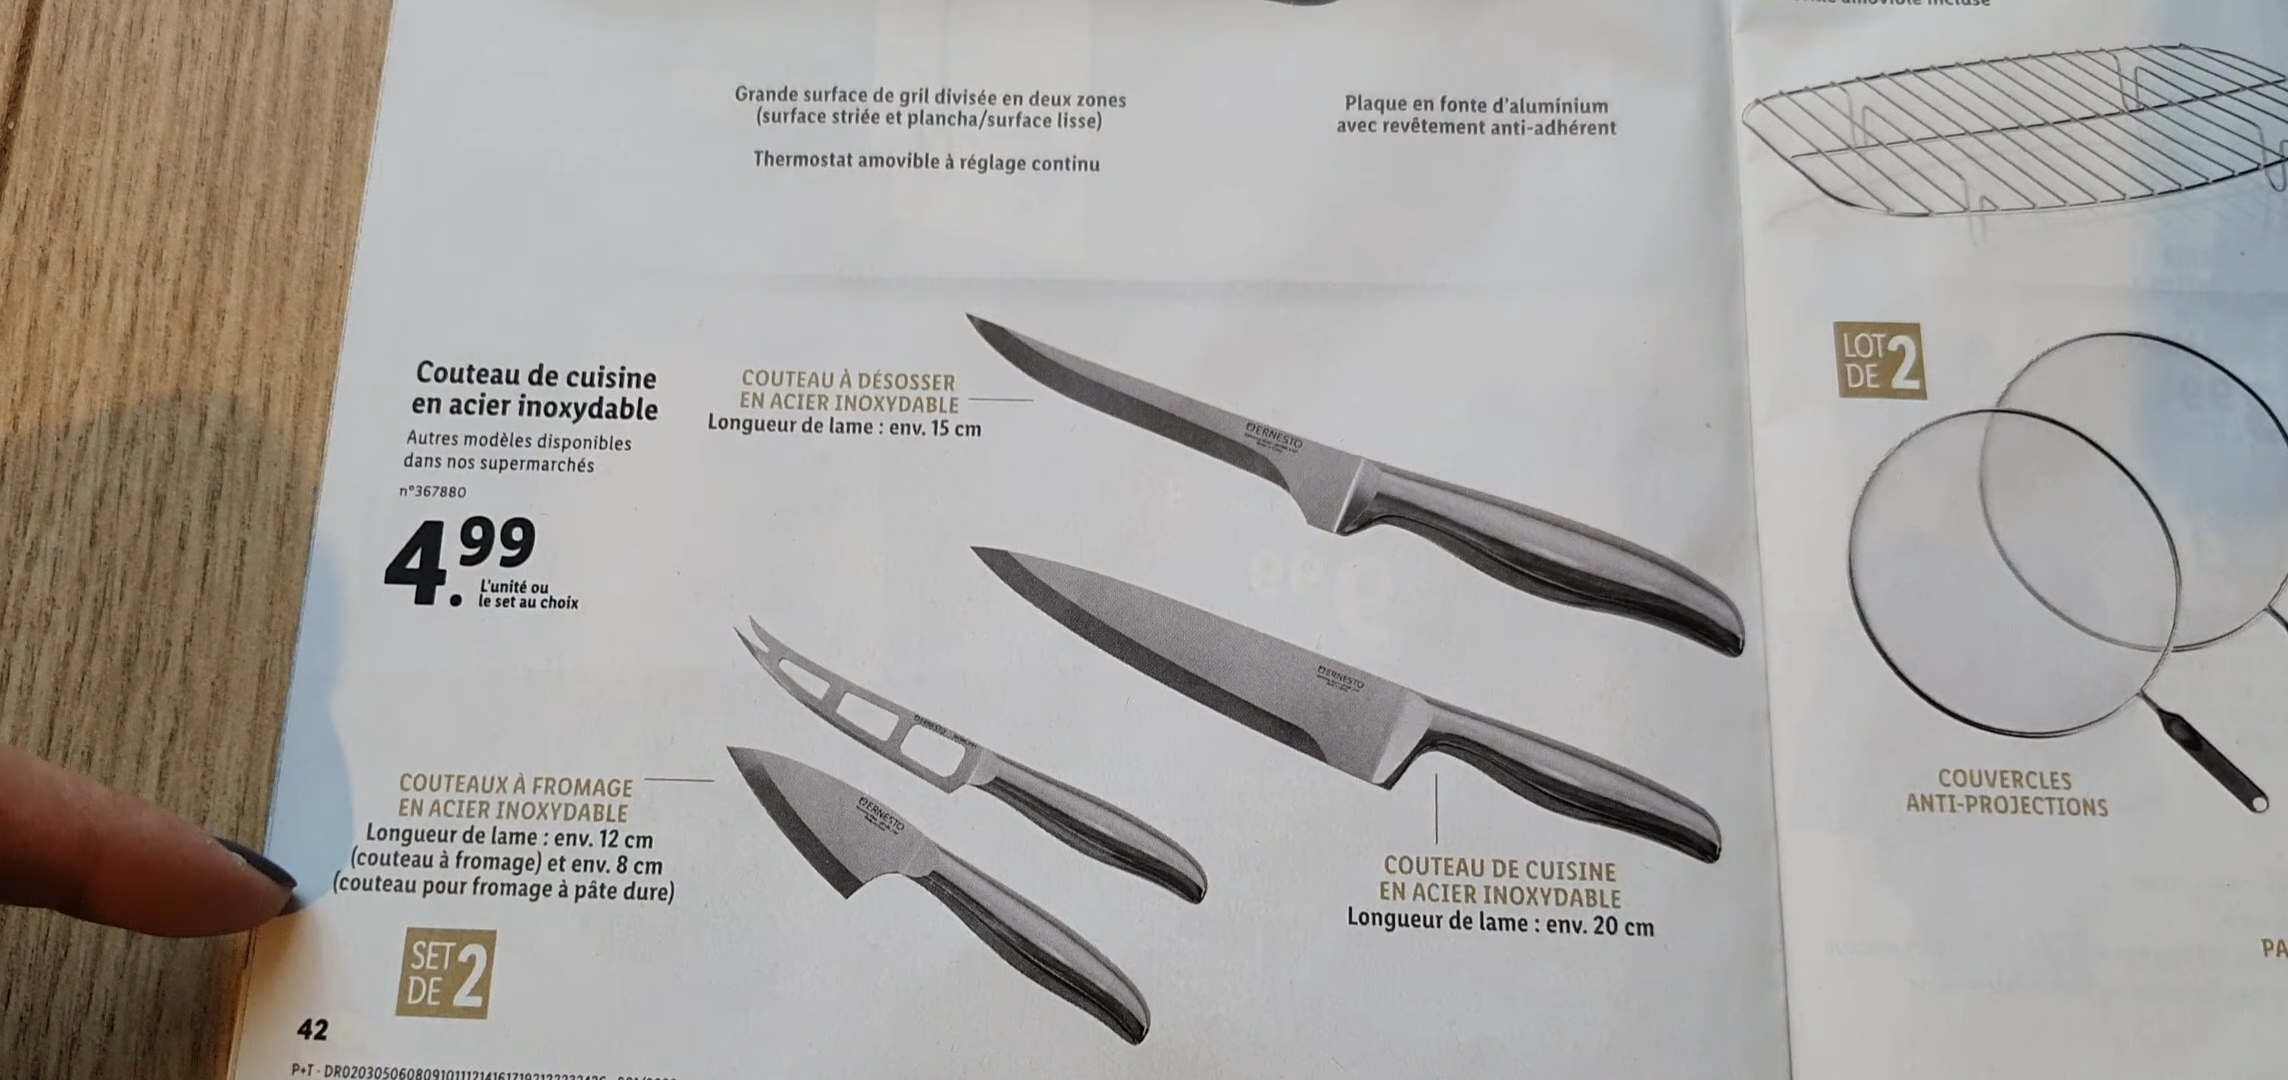 Grande surface de gril divisée en deux zones
(surface striée et plancha/surface lisse)
Thermostat amovible à réglage continu
Plaque en fonte d'aluminium
avec revêtement anti-adhérent
Couteau de cuisine
en acier inoxydable
Autres modèles disponibles
dans nos supermarchés
n°367880
4.99
L'unité ou
le set au choix
COUTEAU À DÉSOSSER
EN ACIER INOXYDABLE
Longueur de lame : env. 15 cm
ERNESTO
ERNESTO
ERNESTO
COUTEAUX À FROMAGE
EN ACIER INOXYDABLE
Longueur de lame : env. 12 cm
(couteau à fromage) et env. 8 cm
(couteau pour fromage à pâte dure)
SET
DE 2
COUTEAU DE CUISINE
EN ACIER INOXYDABLE
Longueur de lame : env. 20 cm
42
LOT
DE 2
COUVERCLES
ANTI-PROJECTIONS
PA